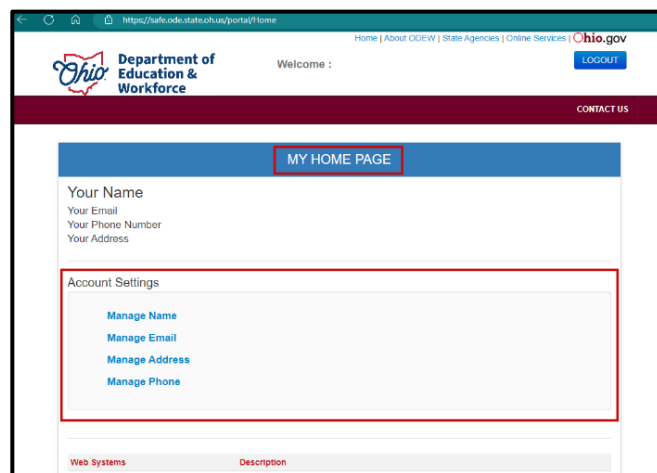 https://safe.ode.state.oh.us/portal/Home
Home | About ODEW | State Agencies | Online Services | Ohio.gov
Ohio
Department of
Education &
Workforce
Welcome :
LOGOUT
CONTACT US
MY HOME PAGE
Your Name
Your Email
Your Phone Number
Your Address
Account Settings
Manage Name
Manage Email
Manage Address
Manage Phone
Web Systems Description